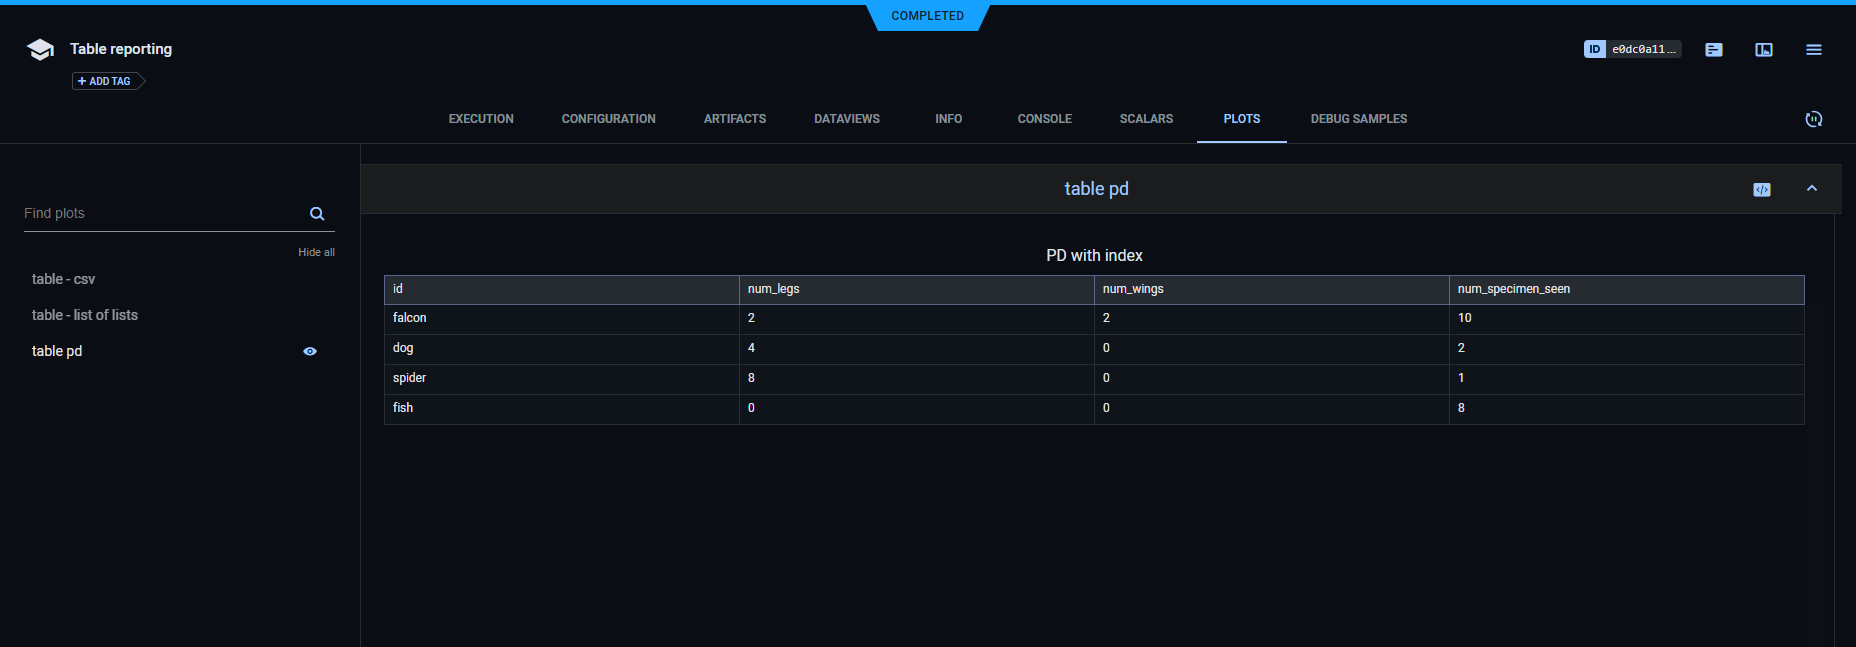 COMPLETED
Table reporting
ID e0dc0a11...
+ ADD TAG
EXECUTION CONFIGURATION ARTIFACTS DATAVIEWS INFO CONSOLE SCALARS PLOTS DEBUG SAMPLES
Find plots
Hide all
table - csv
table - list of lists
table pd
table pd
PD with index
id num_legs num_wings num_specimen_seen
falcon 2 2 10
dog 4 0 2
spider 8 0 1
fish 0 0 8